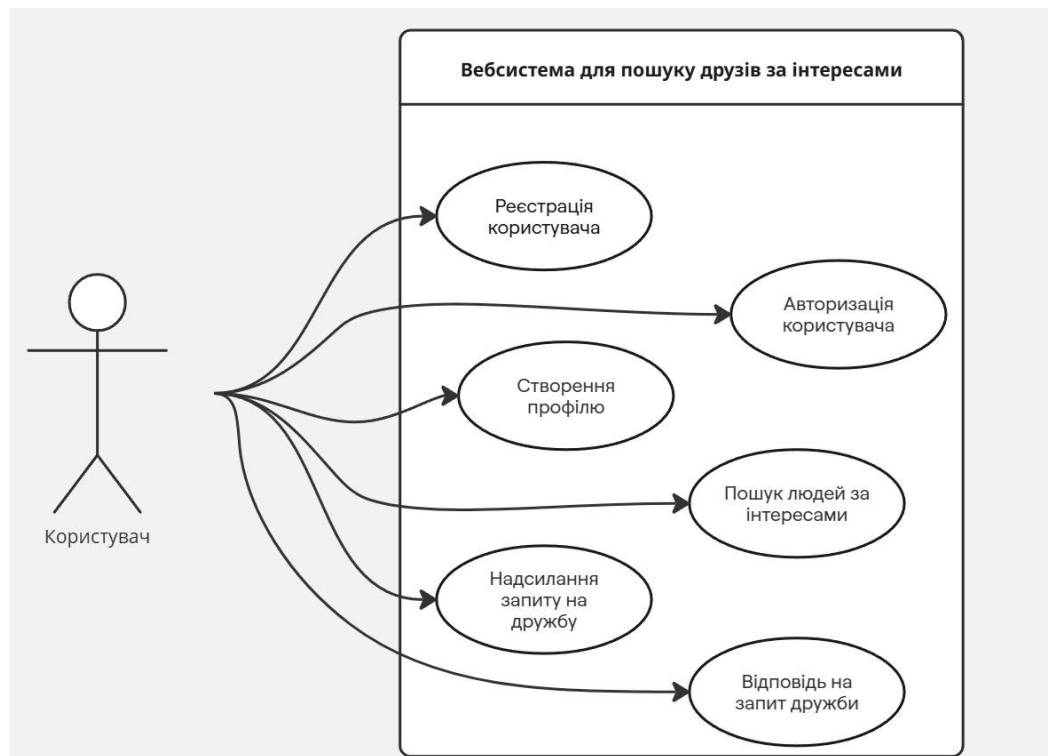 Вебсистема для пошуку друзів за інтересами
Реєстрація
користувача
Авторизація
користувача
Створення
профілю
Пошук людей за
інтересами
Користувач
Надсилання
запиту на
дружбу
Відповідь на
запит дружби